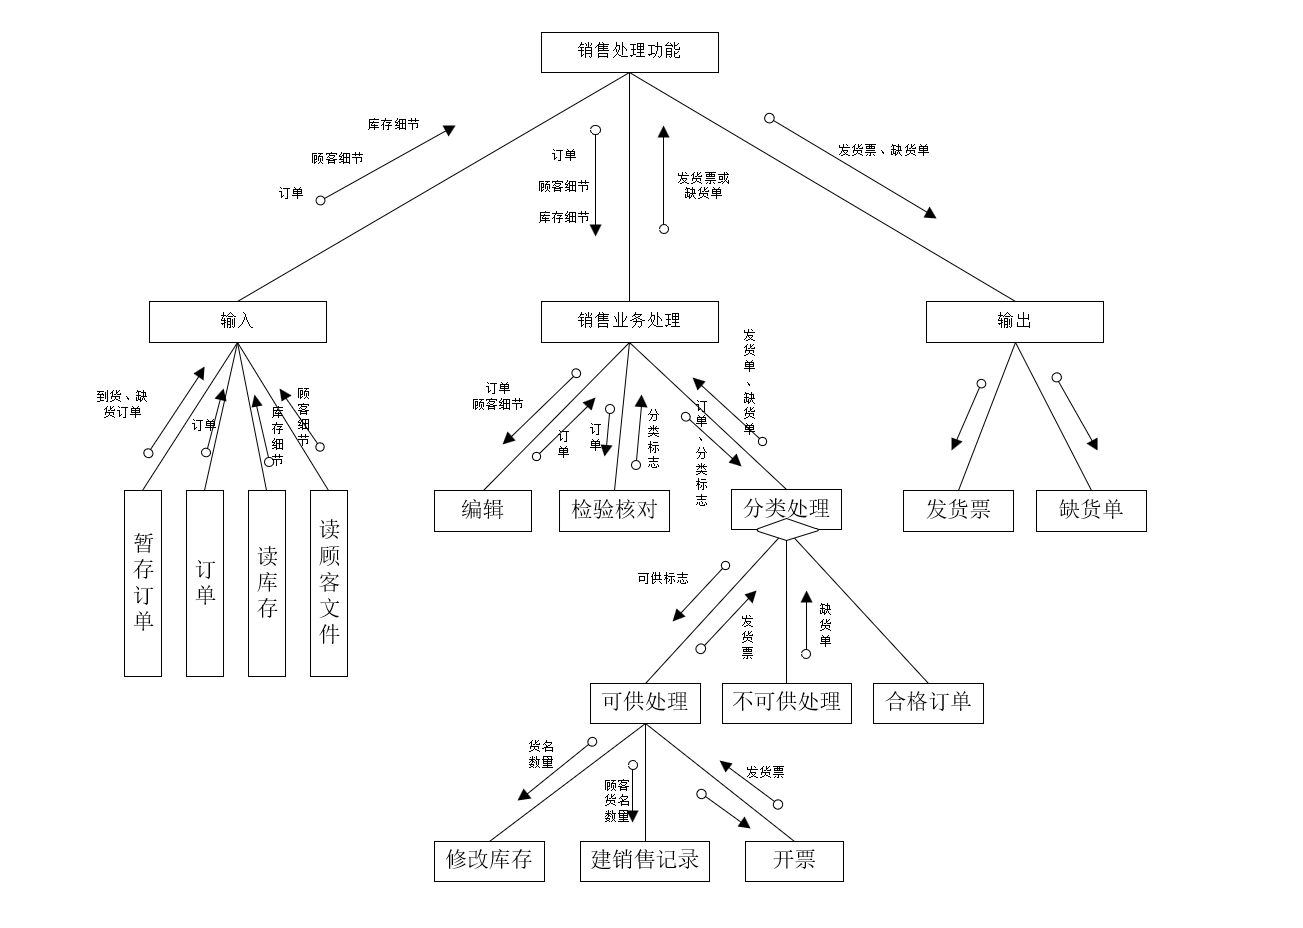 销售处理功能
库存细节
顾客细节
订单
订单
顾客细节
库存细节
发货票或
缺货单
发货票、缺货单
输入
销售业务处理
输出
到货、缺
货订单
订单
库存细节
顾客细节
订单
顾客细节
订单
订单
分类标志
订单、分类标志
发货单、缺货单
暂存订单
订单
读库存
读顾客文件
编辑
检验核对
分类处理
发货票
缺货单
可供标志
发货票
缺货单
可供处理
不可供处理
合格订单
货名
数量
顾客
货名
数量
发货票
修改库存
建销售记录
开票